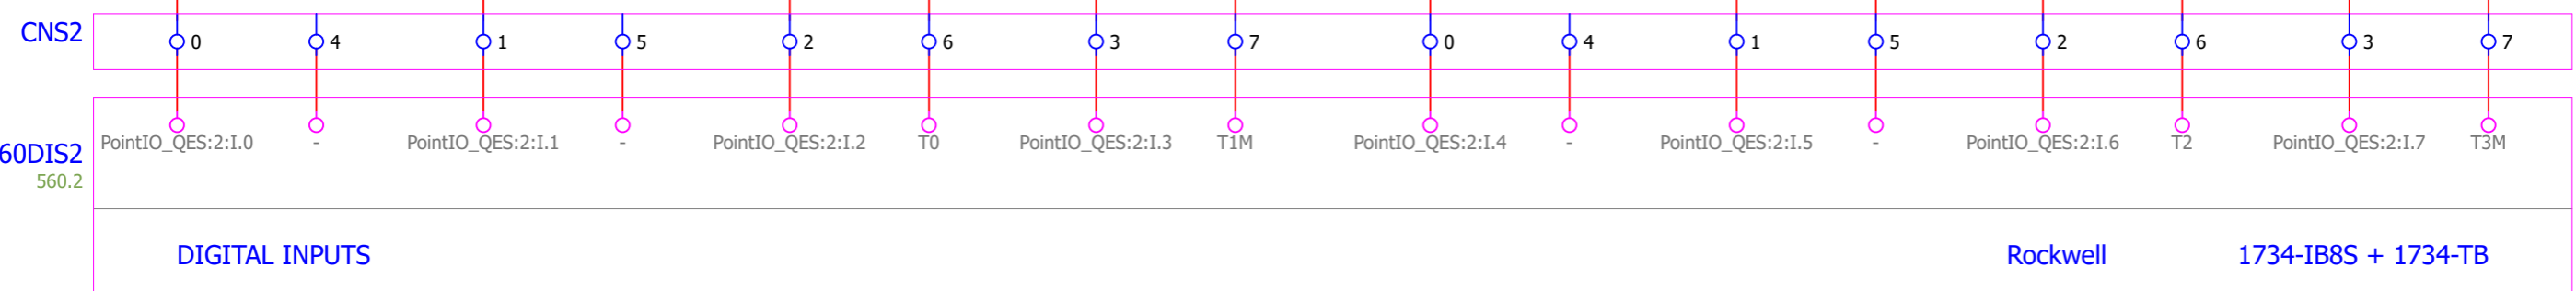 CNS2 0 4 1 5 2 6 3 7 0 4 1 5 2 6 3 7
60DIS2 PointIO_QES:2:I.0 - PointIO_QES:2:I.1 - PointIO_QES:2:I.2 T0 PointIO_QES:2:I.3 T1M PointIO_QES:2:I.4 - PointIO_QES:2:I.5 - PointIO_QES:2:I.6 T2 PointIO_QES:2:I.7 T3M
560.2
DIGITAL INPUTS Rockwell 1734-IB8S + 1734-TB